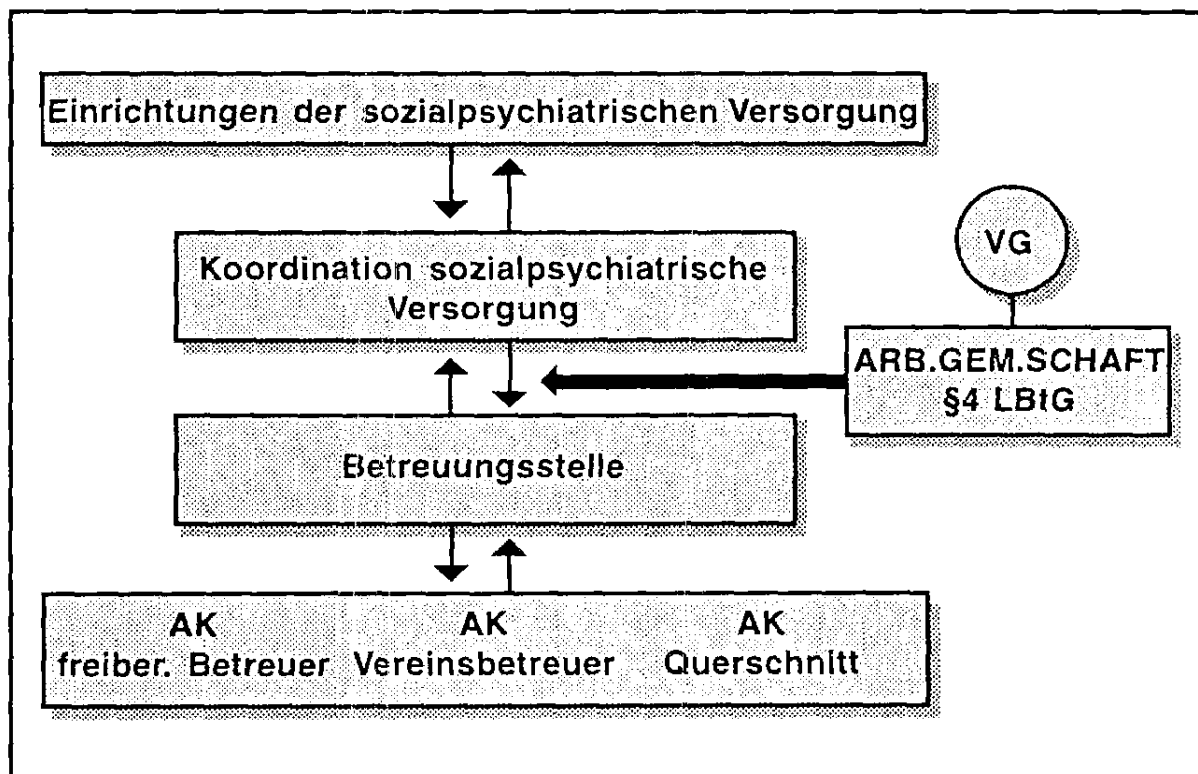 Einrichtungen der sozialpsychiatrischen Versorgung
Koordination sozialpsychiatrische
Versorgung
VG
ARB.GEM.SCHAFT
§4 LBtG
Betreuungsstelle
AK AK AK
freiber. Betreuer Vereinsbetreuer Querschnitt